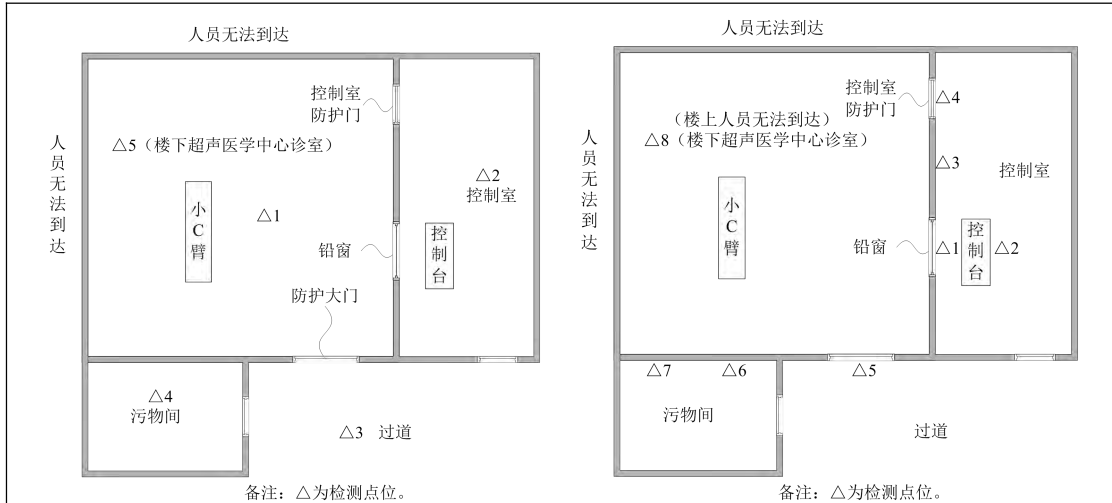 人员无法到达
人员无法到达
控制室
防护门
△5（楼下超声医学中心诊室）
△2
控制室
小C臂
△1
铅窗
控制台
防护大门
△4
污物间
△3 过道
备注：△为检测点位。
人员无法到达
人员无法到达
控制室
防护门
△4
（楼上人员无法到达）
△8（楼下超声医学中心诊室）
△3
控制室
小C臂
铅窗
△1
控制台
△2
△7
△6
△5
污物间
过道
备注：△为检测点位。